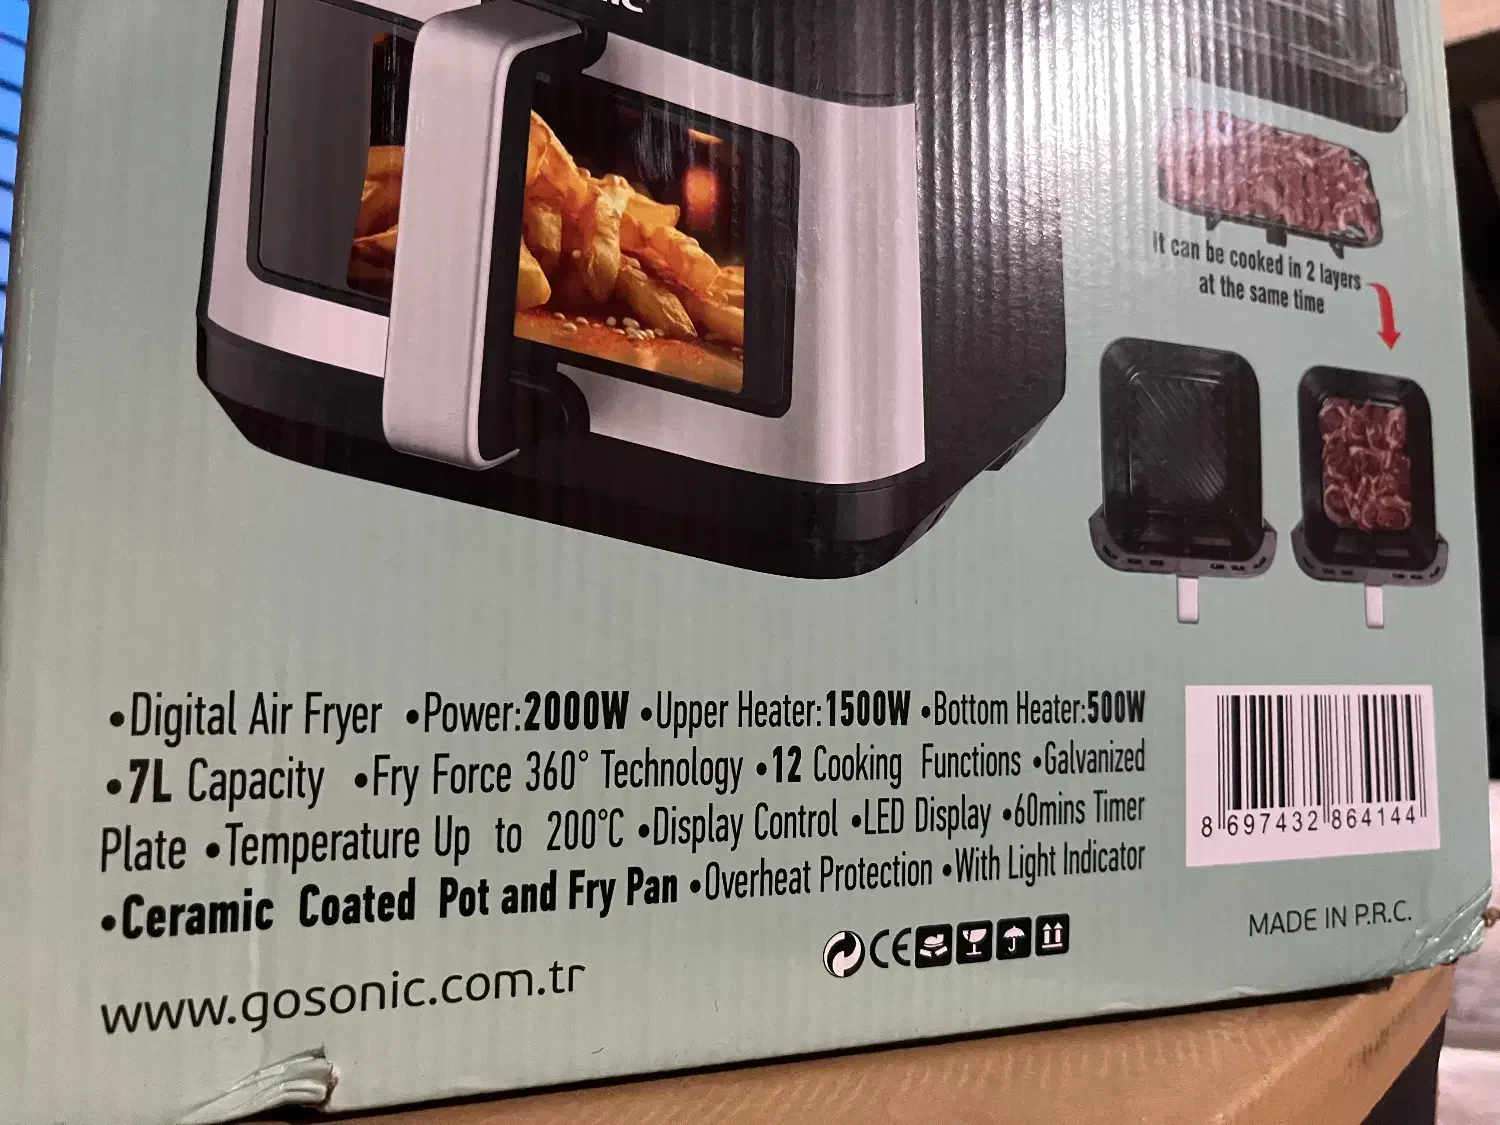 It can be cooked in 2 layers
at the same time
•Digital Air Fryer •Power:2000W •Upper Heater:1500W •Bottom Heater:500W
•7L Capacity •Fry Force 360° Technology •12 Cooking Functions •Galvanized
Plate •Temperature Up to 200°C •Display Control •LED Display •60mins Timer
•Ceramic Coated Pot and Fry Pan •Overheat Protection •With Light Indicator
8 697432 864144
CE
MADE IN P.R.C.
www.gosonic.com.tr